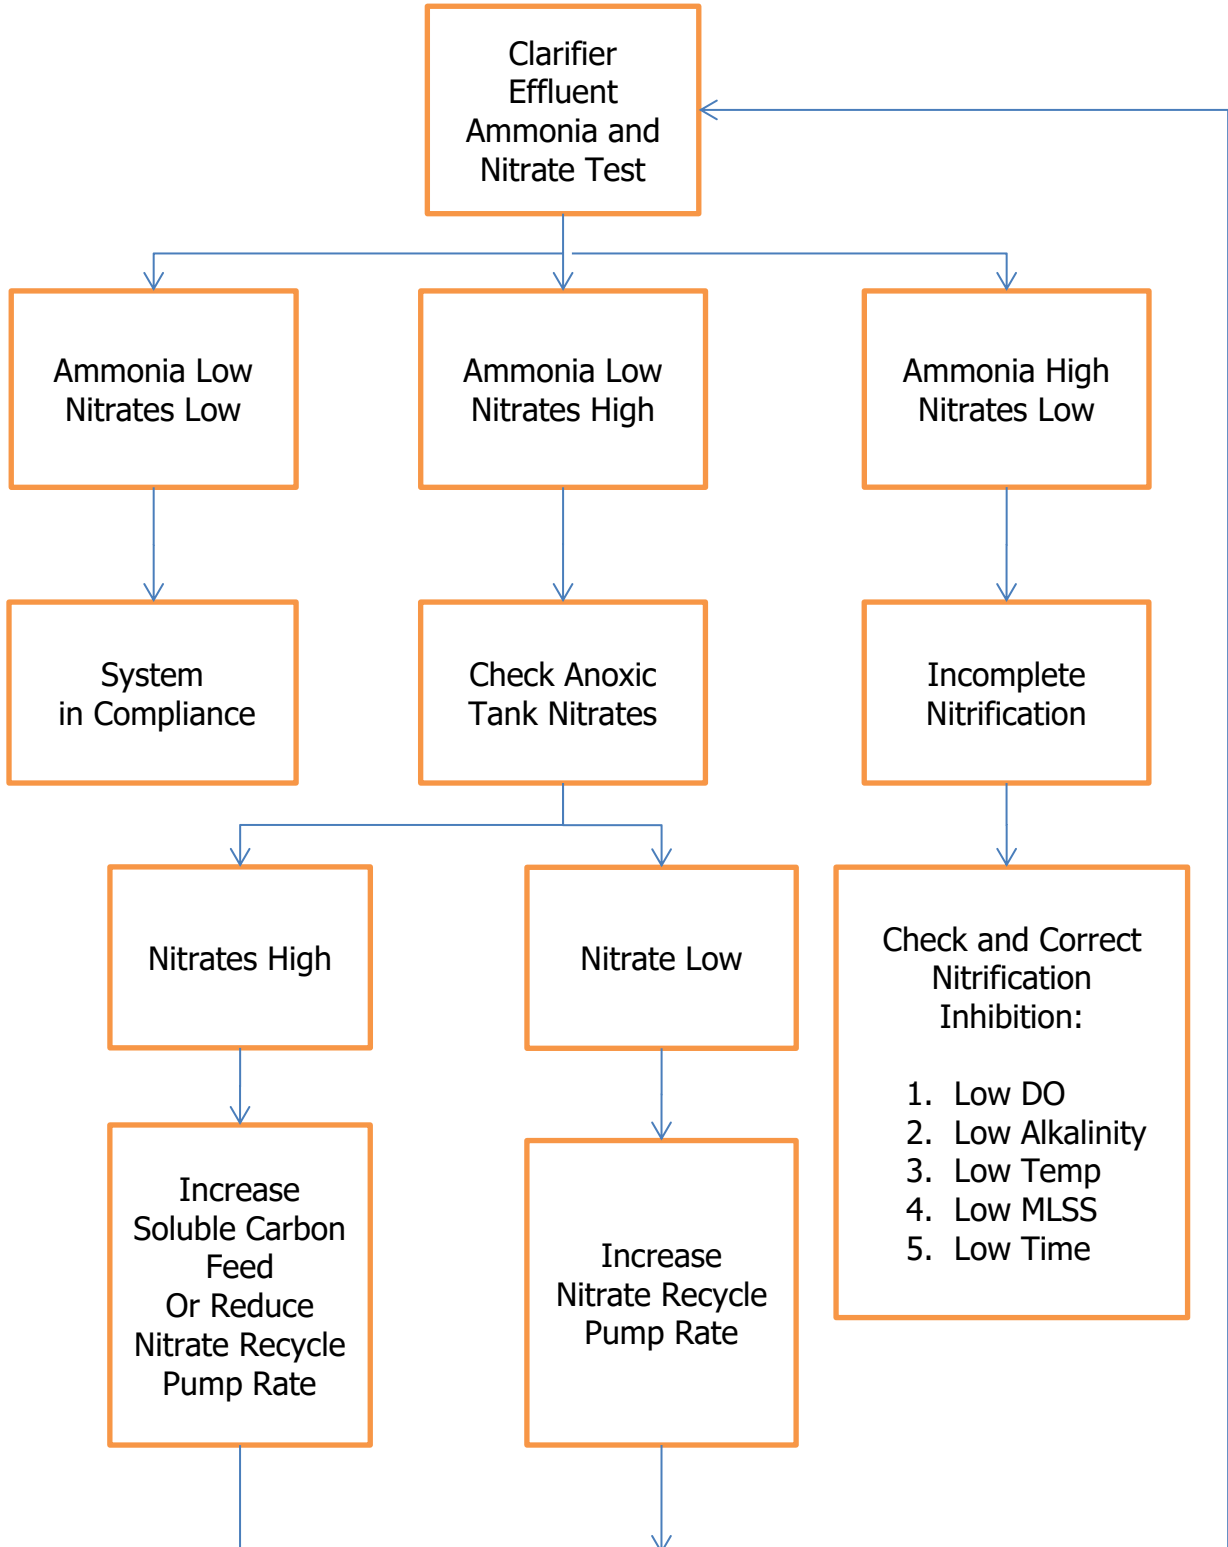 Clarifier
Effluent
Ammonia and
Nitrate Test
Ammonia Low
Nitrates Low
Ammonia Low
Nitrates High
Ammonia High
Nitrates Low
System
in Compliance
Check Anoxic
Tank Nitrates
Incomplete
Nitrification
Nitrates High
Nitrate Low
Check and Correct
Nitrification
Inhibition:
1. Low DO
2. Low Alkalinity
3. Low Temp
4. Low MLSS
5. Low Time
Increase
Soluble Carbon
Feed
Or Reduce
Nitrate Recycle
Pump Rate
Increase
Nitrate Recycle
Pump Rate